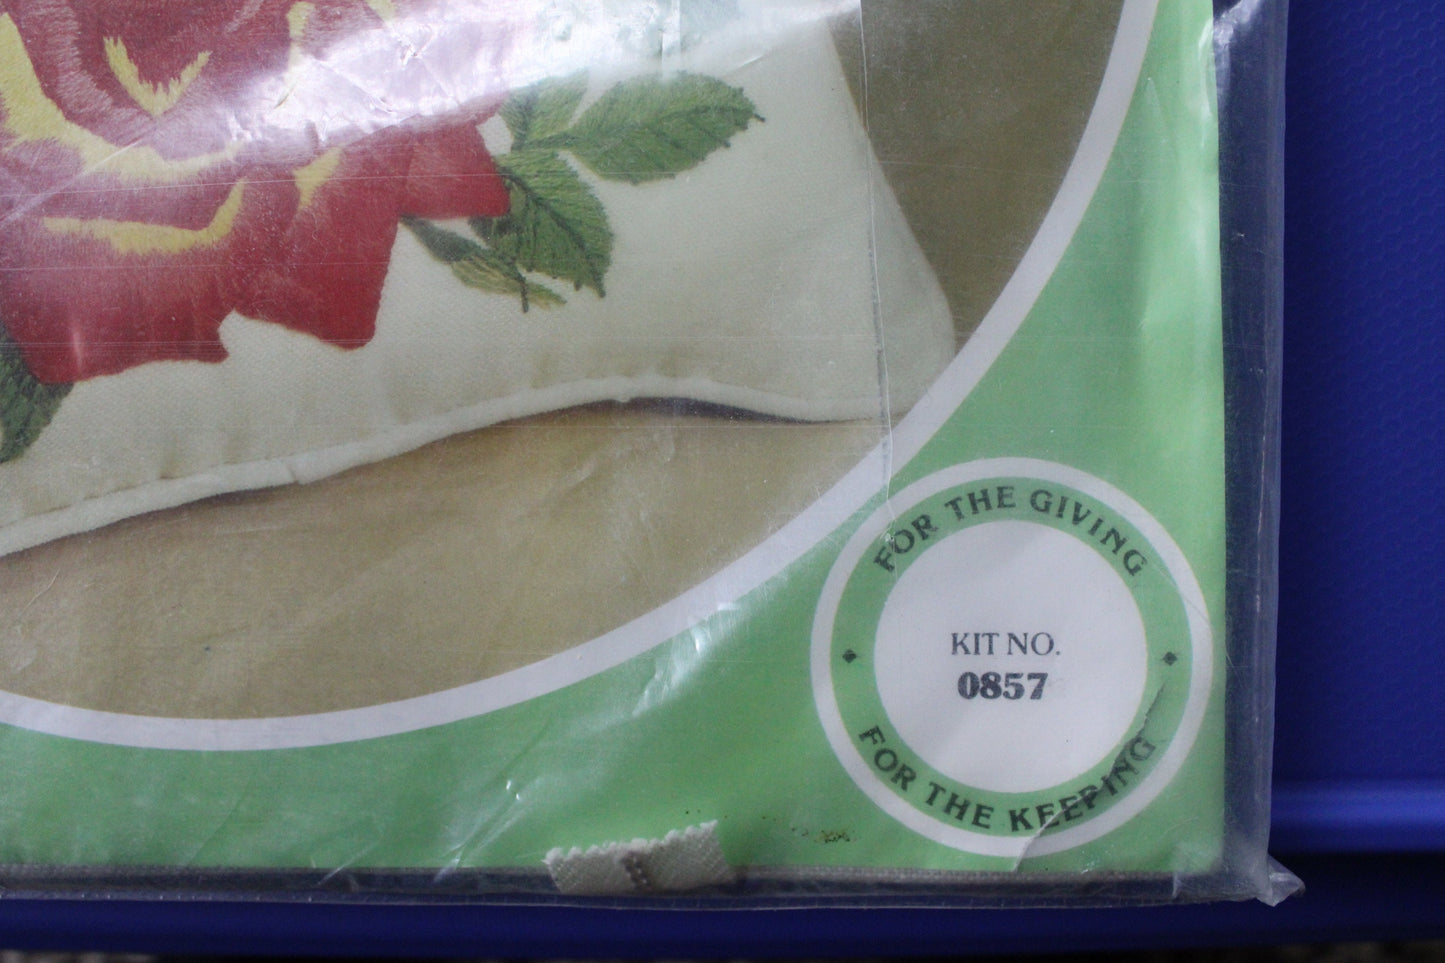 FOR THE GIVING
KIT NO.
0857
FOR THE KEEPING